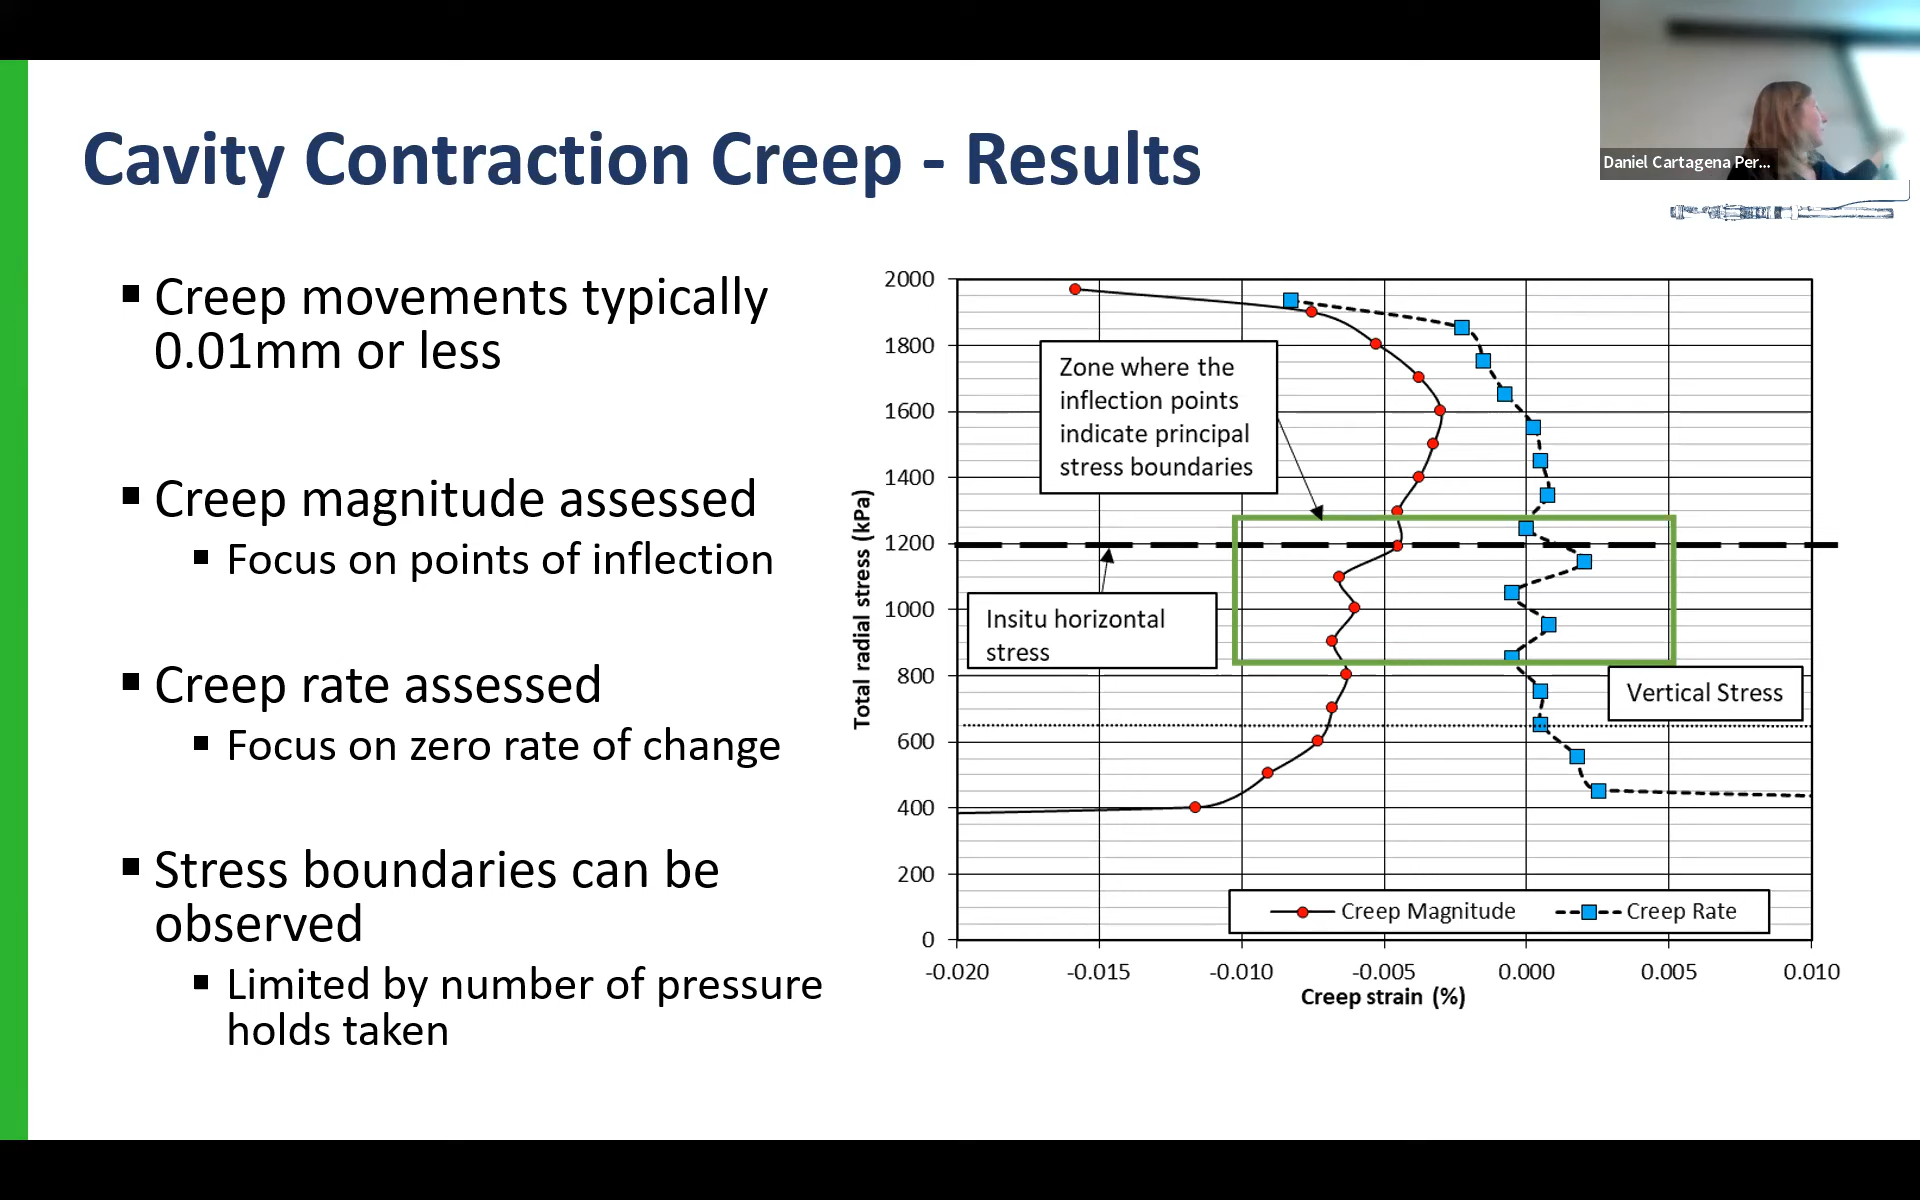 Daniel Cartagena Per...
Cavity Contraction Creep - Results
▪ Creep movements typically
0.01mm or less
▪ Creep magnitude assessed
▪ Focus on points of inflection
▪ Creep rate assessed
▪ Focus on zero rate of change
▪ Stress boundaries can be
observed
▪ Limited by number of pressure
holds taken
Total radial stress (kPa)
2000
1800
1600
1400
1200
1000
800
600
400
200
0
Zone where the
inflection points
indicate principal
stress boundaries
Insitu horizontal
stress
Vertical Stress
Creep Magnitude
Creep Rate
-0.020 -0.015 -0.010 -0.005 0.000 0.005 0.010
Creep strain (%)